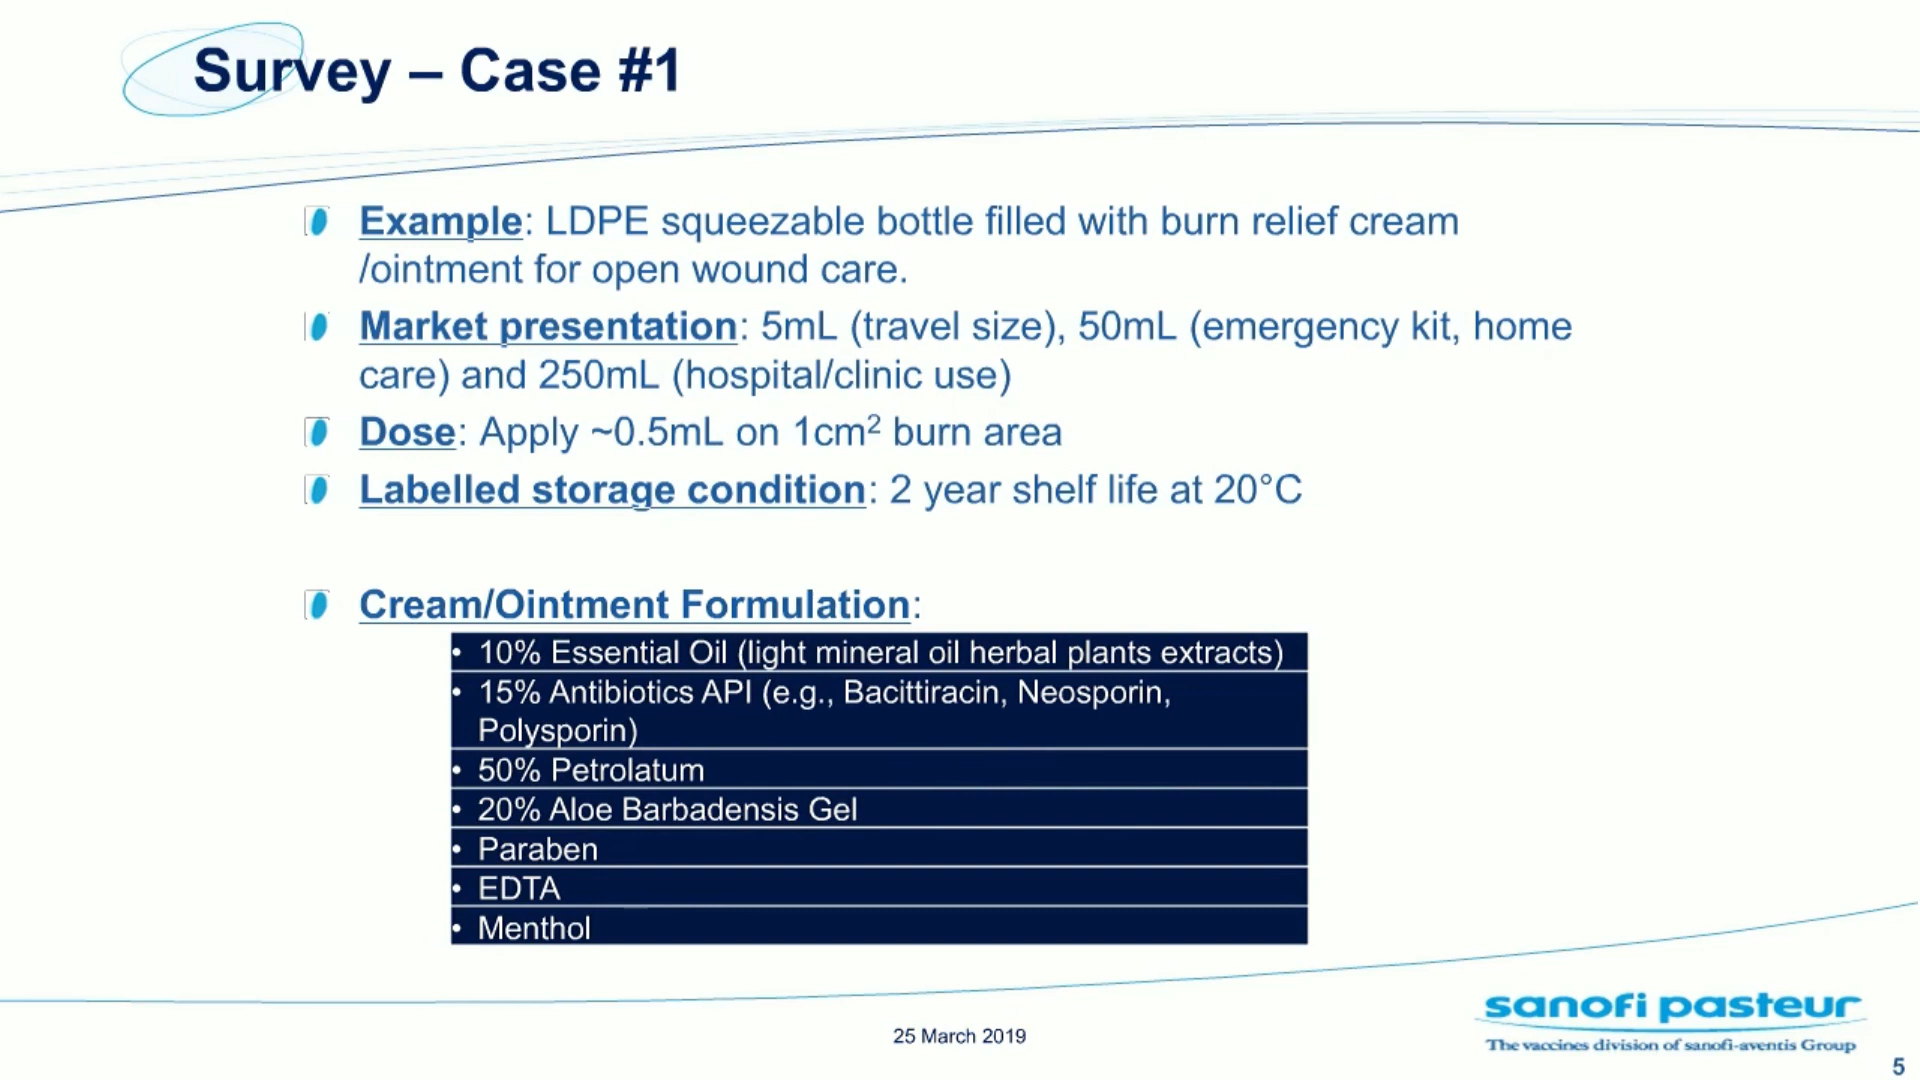 Survey – Case #1
Example: LDPE squeezable bottle filled with burn relief cream
/ointment for open wound care.
Market presentation: 5mL (travel size), 50mL (emergency kit, home
care) and 250mL (hospital/clinic use)
Dose: Apply ~0.5mL on 1cm² burn area
Labelled storage condition: 2 year shelf life at 20°C
Cream/Ointment Formulation:
• 10% Essential Oil (light mineral oil herbal plants extracts)
• 15% Antibiotics API (e.g., Bacittiracin, Neosporin,
Polysporin)
• 50% Petrolatum
• 20% Aloe Barbadensis Gel
• Paraben
• EDTA
• Menthol
25 March 2019
sanofi pasteur
The vaccines division of sanofi-aventis Group
5